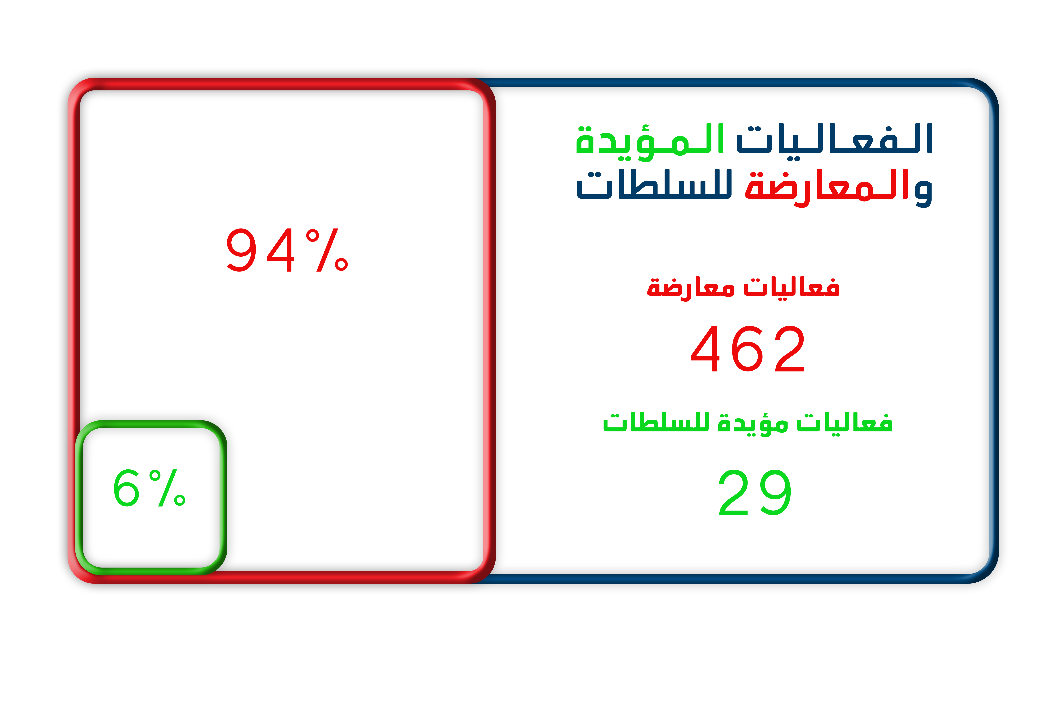 الفعاليات المؤيدة
والمعارضة للسلطات
فعاليات معارضة
462
فعاليات مؤيدة للسلطات
29
94%
6%